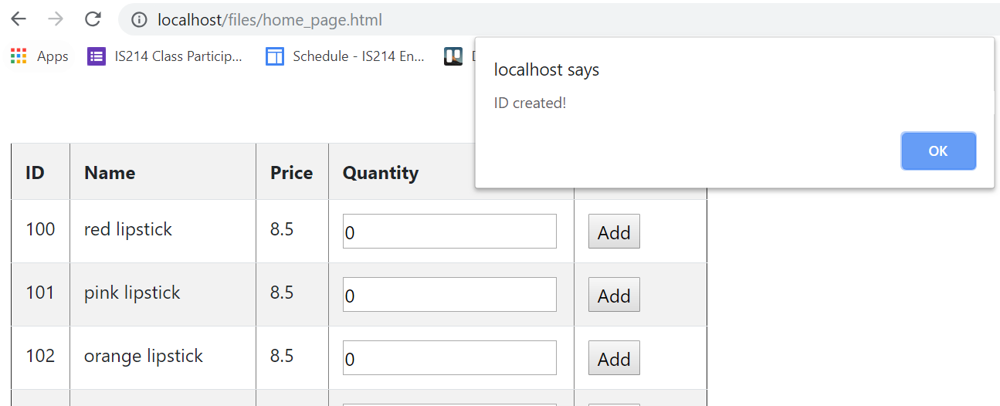 localhost/files/home_page.html
Apps IS214 Class Particip... Schedule - IS214 En...
localhost says
ID created!
OK
ID Name Price Quantity
100 red lipstick 8.5 0 Add
101 pink lipstick 8.5 0 Add
102 orange lipstick 8.5 0 Add